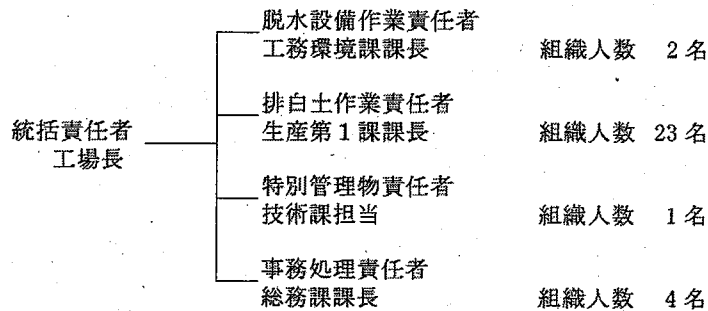 脱水設備作業責任者
工務環境課課長 組織人数 2名
排白土作業責任者
統括責任者
工場長
生産第1課課長 組織人数 23名
特別管理物責任者
技術課担当 組織人数 1名
事務処理責任者
総務課課長 組織人数 4名